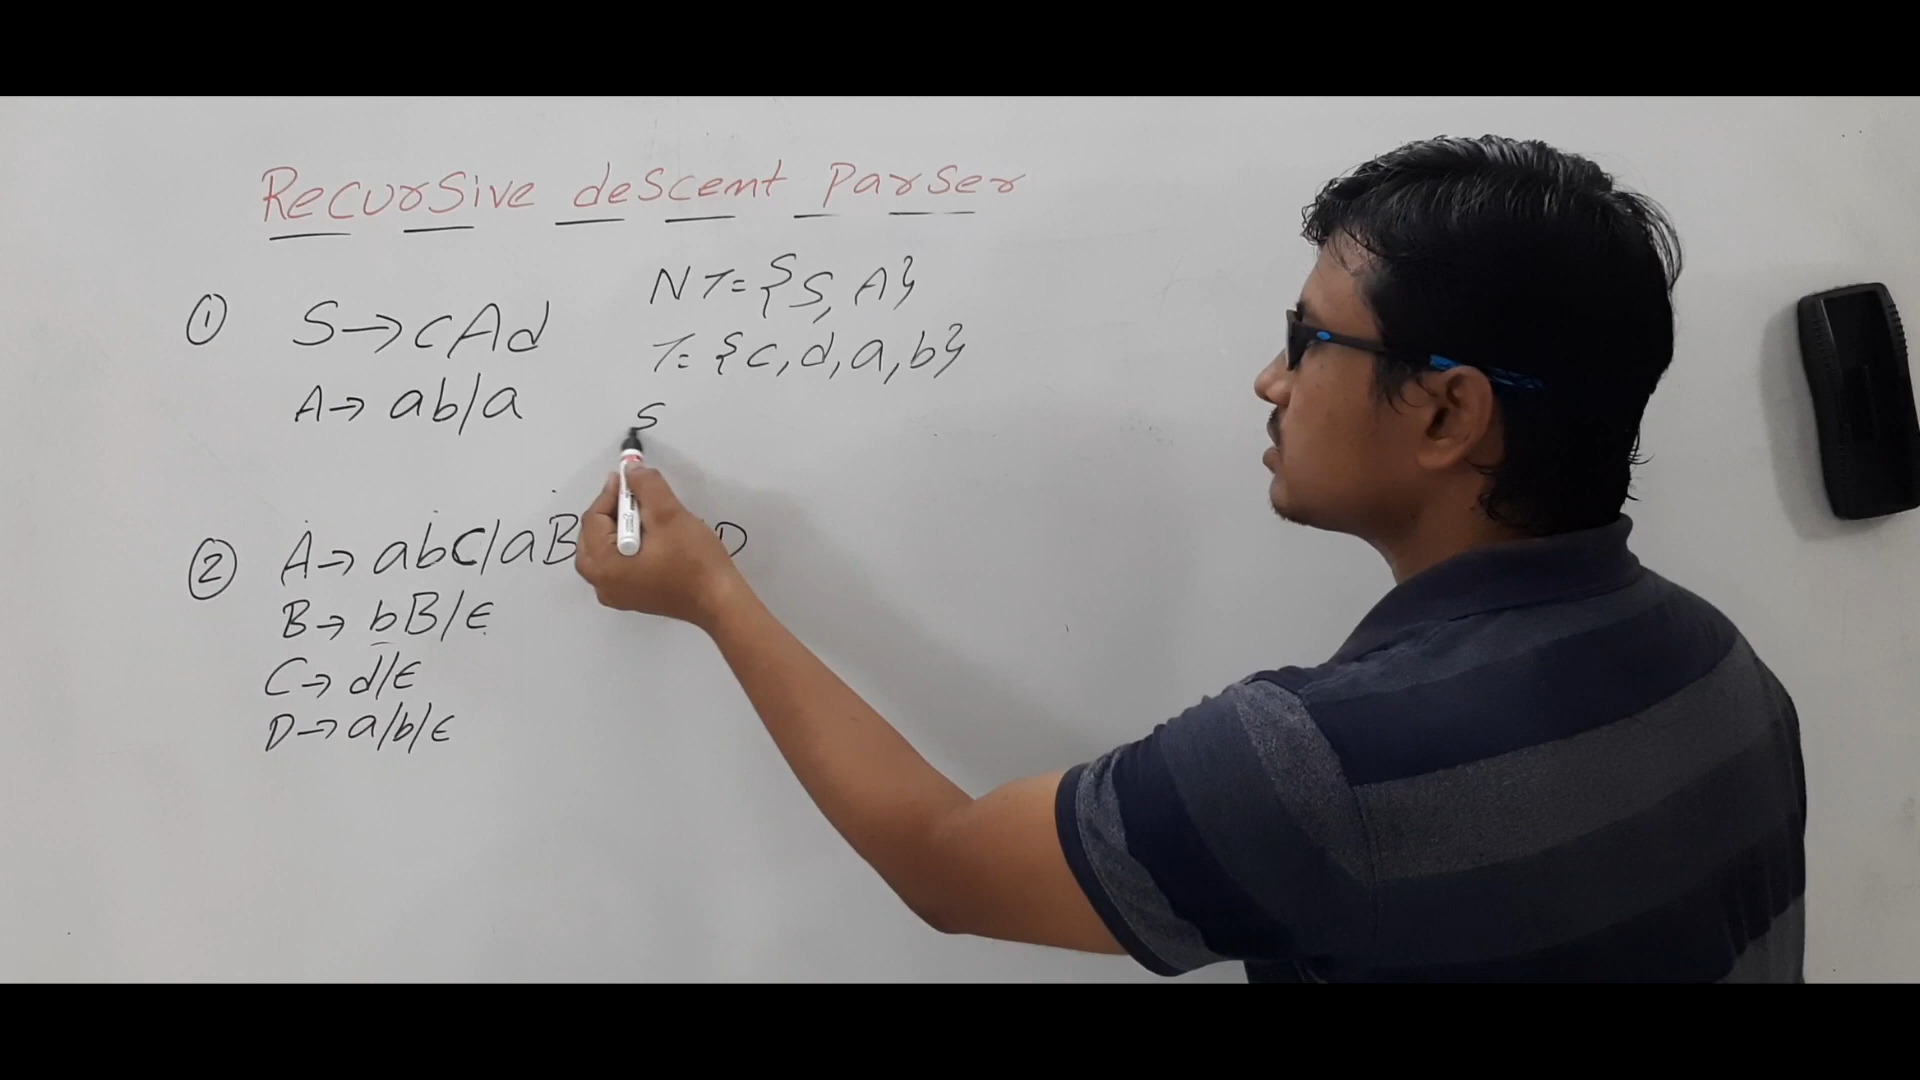 Recursive descent parser
① S→cAd
A→ ab/a
NT= {S, A}
T= {c, d, a, b}
S
② A→ abC/aB D
B→ bB/ε
C→ d/ε
D→ a/b/ε